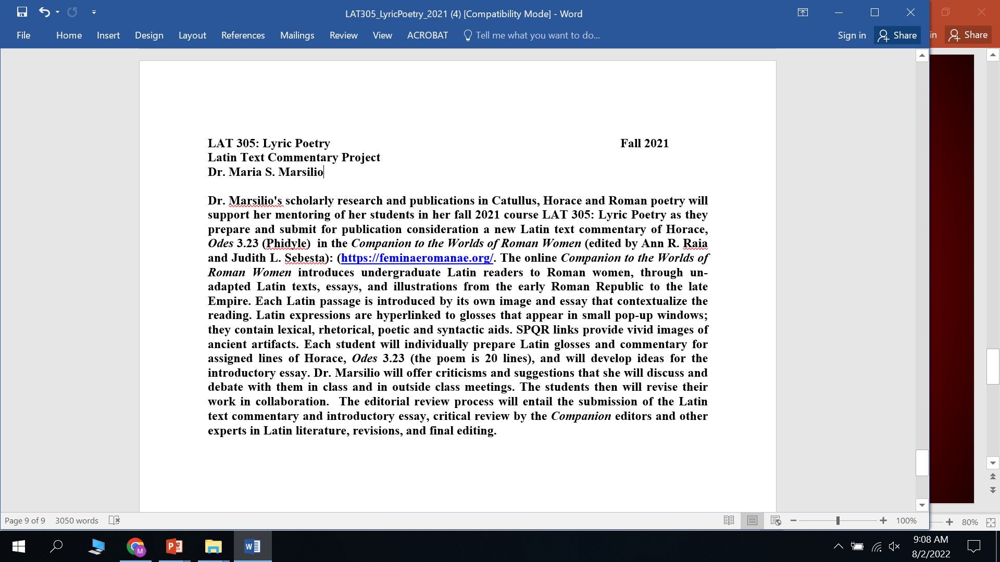 LAT305_LyricPoetry_2021 (4) [Compatibility Mode] - Word
File Home Insert Design Layout References Mailings Review View ACROBAT Tell me what you want to do... Sign in Share in Share
LAT 305: Lyric Poetry Fall 2021
Latin Text Commentary Project
Dr. Maria S. Marsilio
Dr. Marsilio's scholarly research and publications in Catullus, Horace and Roman poetry will
support her mentoring of her students in her fall 2021 course LAT 305: Lyric Poetry as they
prepare and submit for publication consideration a new Latin text commentary of Horace,
Odes 3.23 (Phidyle) in the Companion to the Worlds of Roman Women (edited by Ann R. Raia
and Judith L. Sebesta): (https://feminaeromanae.org/. The online Companion to the Worlds of
Roman Women introduces undergraduate Latin readers to Roman women, through un-
adapted Latin texts, essays, and illustrations from the early Roman Republic to the late
Empire. Each Latin passage is introduced by its own image and essay that contextualize the
reading. Latin expressions are hyperlinked to glosses that appear in small pop-up windows;
they contain lexical, rhetorical, poetic and syntactic aids. SPQR links provide vivid images of
ancient artifacts. Each student will individually prepare Latin glosses and commentary for
assigned lines of Horace, Odes 3.23 (the poem is 20 lines), and will develop ideas for the
introductory essay. Dr. Marsilio will offer criticisms and suggestions that she will discuss and
debate with them in class and in outside class meetings. The students then will revise their
work in collaboration. The editorial review process will entail the submission of the Latin
text commentary and introductory essay, critical review by the Companion editors and other
experts in Latin literature, revisions, and final editing.
Page 9 of 9 3050 words 100% 80%
9:08 AM
8/2/2022